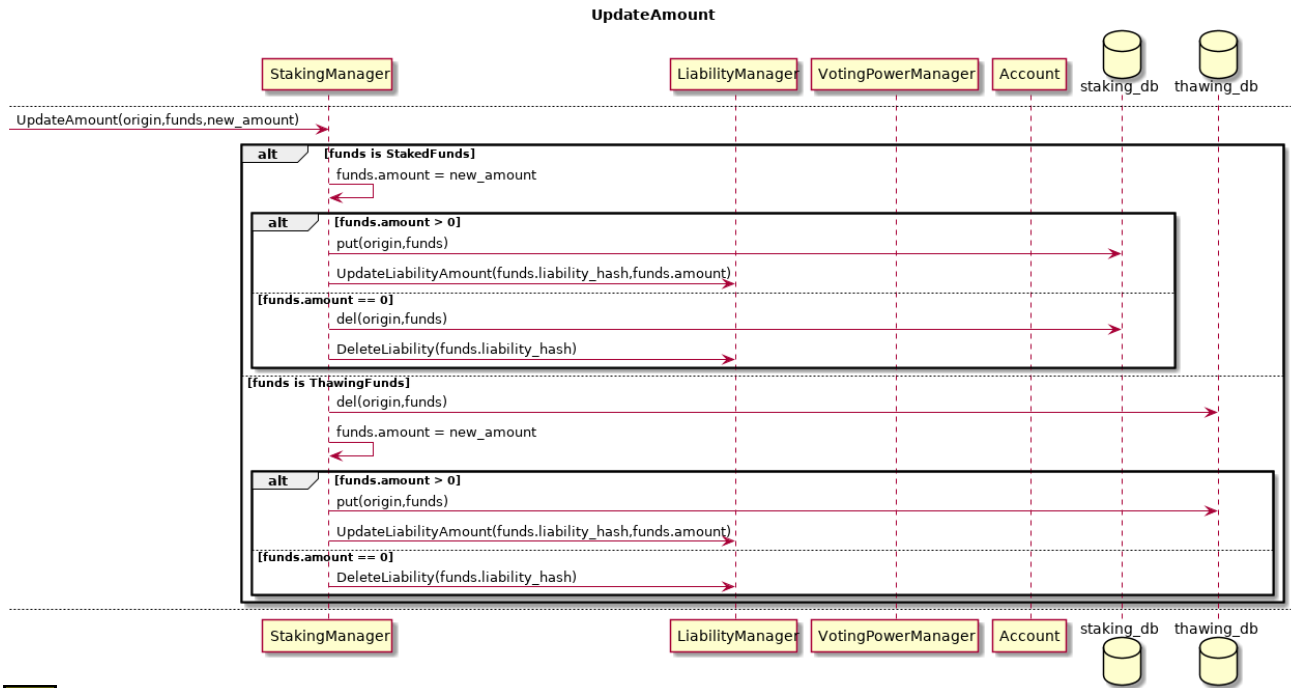 UpdateAmount
StakingManager
LiabilityManager
VotingPowerManager
Account
staking_db
thawing_db
UpdateAmount(origin,funds,new_amount)
alt
[funds is StakedFunds]
funds.amount = new_amount
alt
[funds.amount > 0]
put(origin,funds)
UpdateLiabilityAmount(funds.liability_hash,funds.amount)
[funds.amount == 0]
del(origin,funds)
DeleteLiability(funds.liability_hash)
[funds is ThawingFunds]
del(origin,funds)
funds.amount = new_amount
alt
[funds.amount > 0]
put(origin,funds)
UpdateLiabilityAmount(funds.liability_hash,funds.amount)
[funds.amount == 0]
DeleteLiability(funds.liability_hash)
StakingManager
LiabilityManager
VotingPowerManager
Account
staking_db
thawing_db